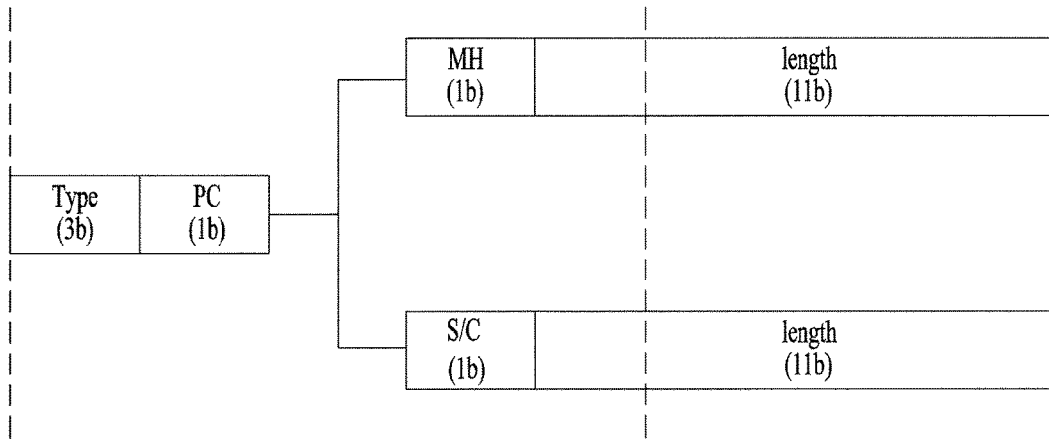 MH
(1b)
length
(11b)
Type
(3b)
PC
(1b)
S/C
(1b)
length
(11b)